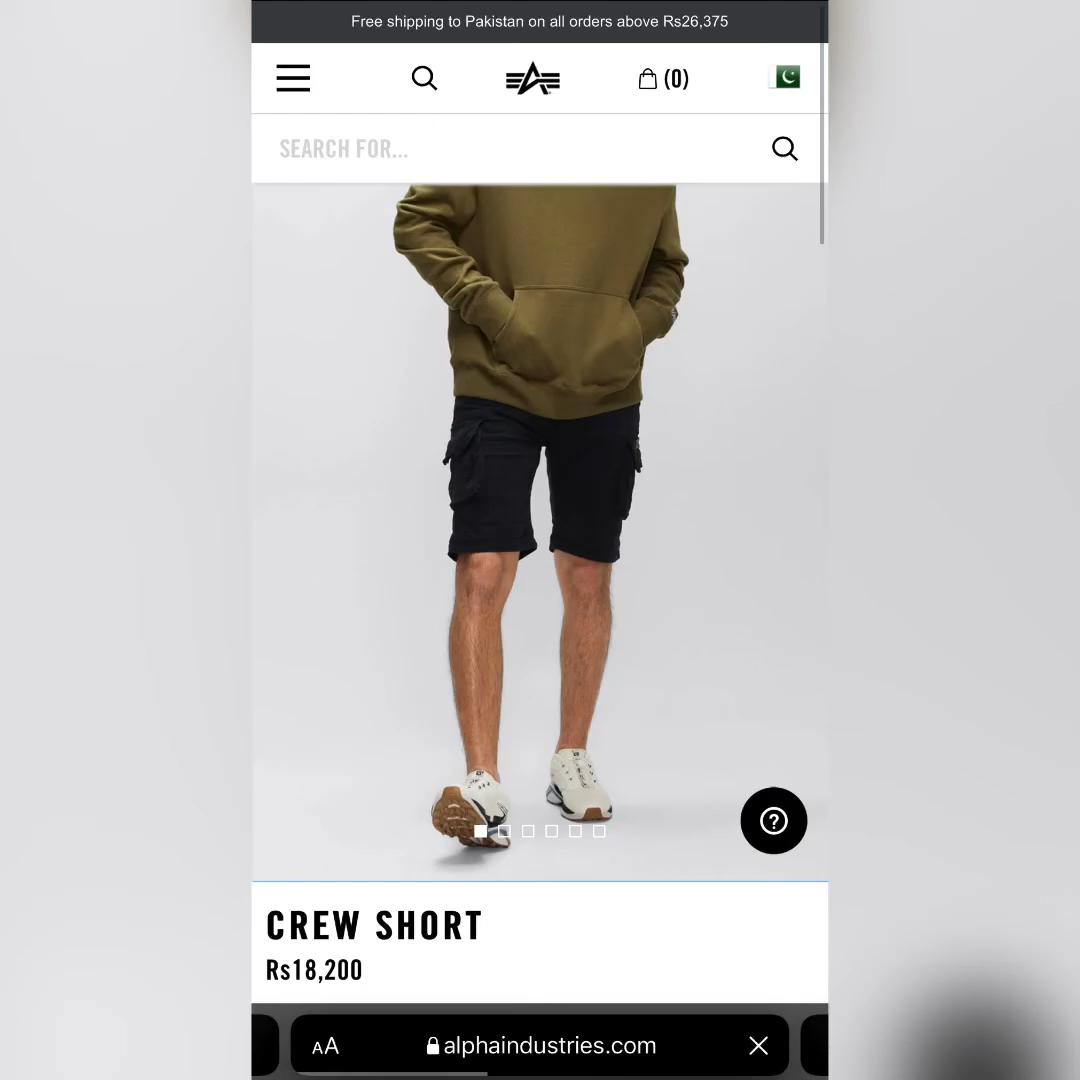 Free shipping to Pakistan on all orders above Rs26,375
(0)
SEARCH FOR...
CREW SHORT
Rs18,200
AA alphaindustries.com